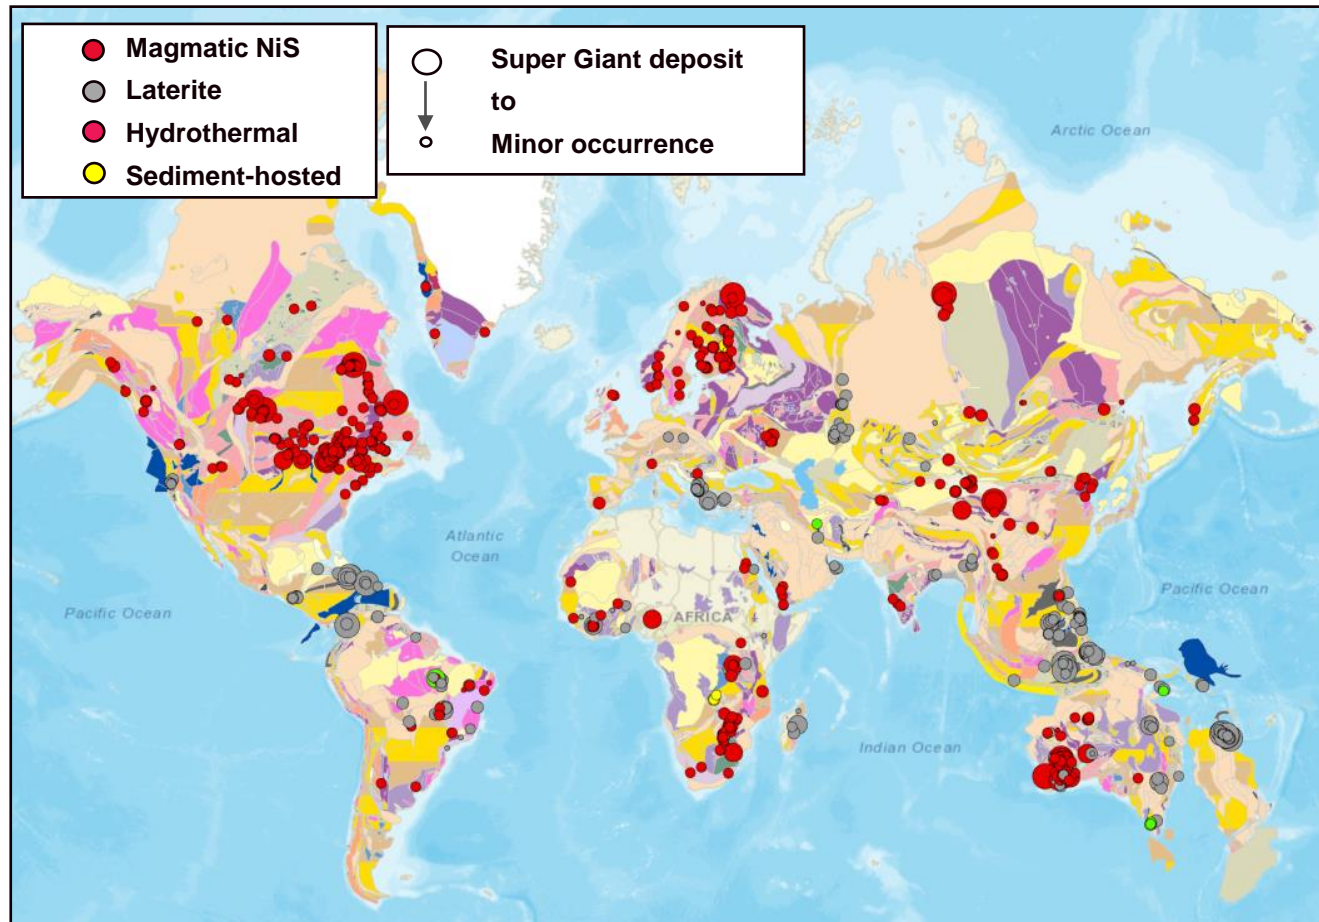 Magmatic NiS
Laterite
Hydrothermal
Sediment-hosted
Super Giant deposit
to
Minor occurrence
Arctic Ocean
Atlantic
Ocean
Pacific Ocean
AFRICA
Pacific Ocean
Indian Ocean